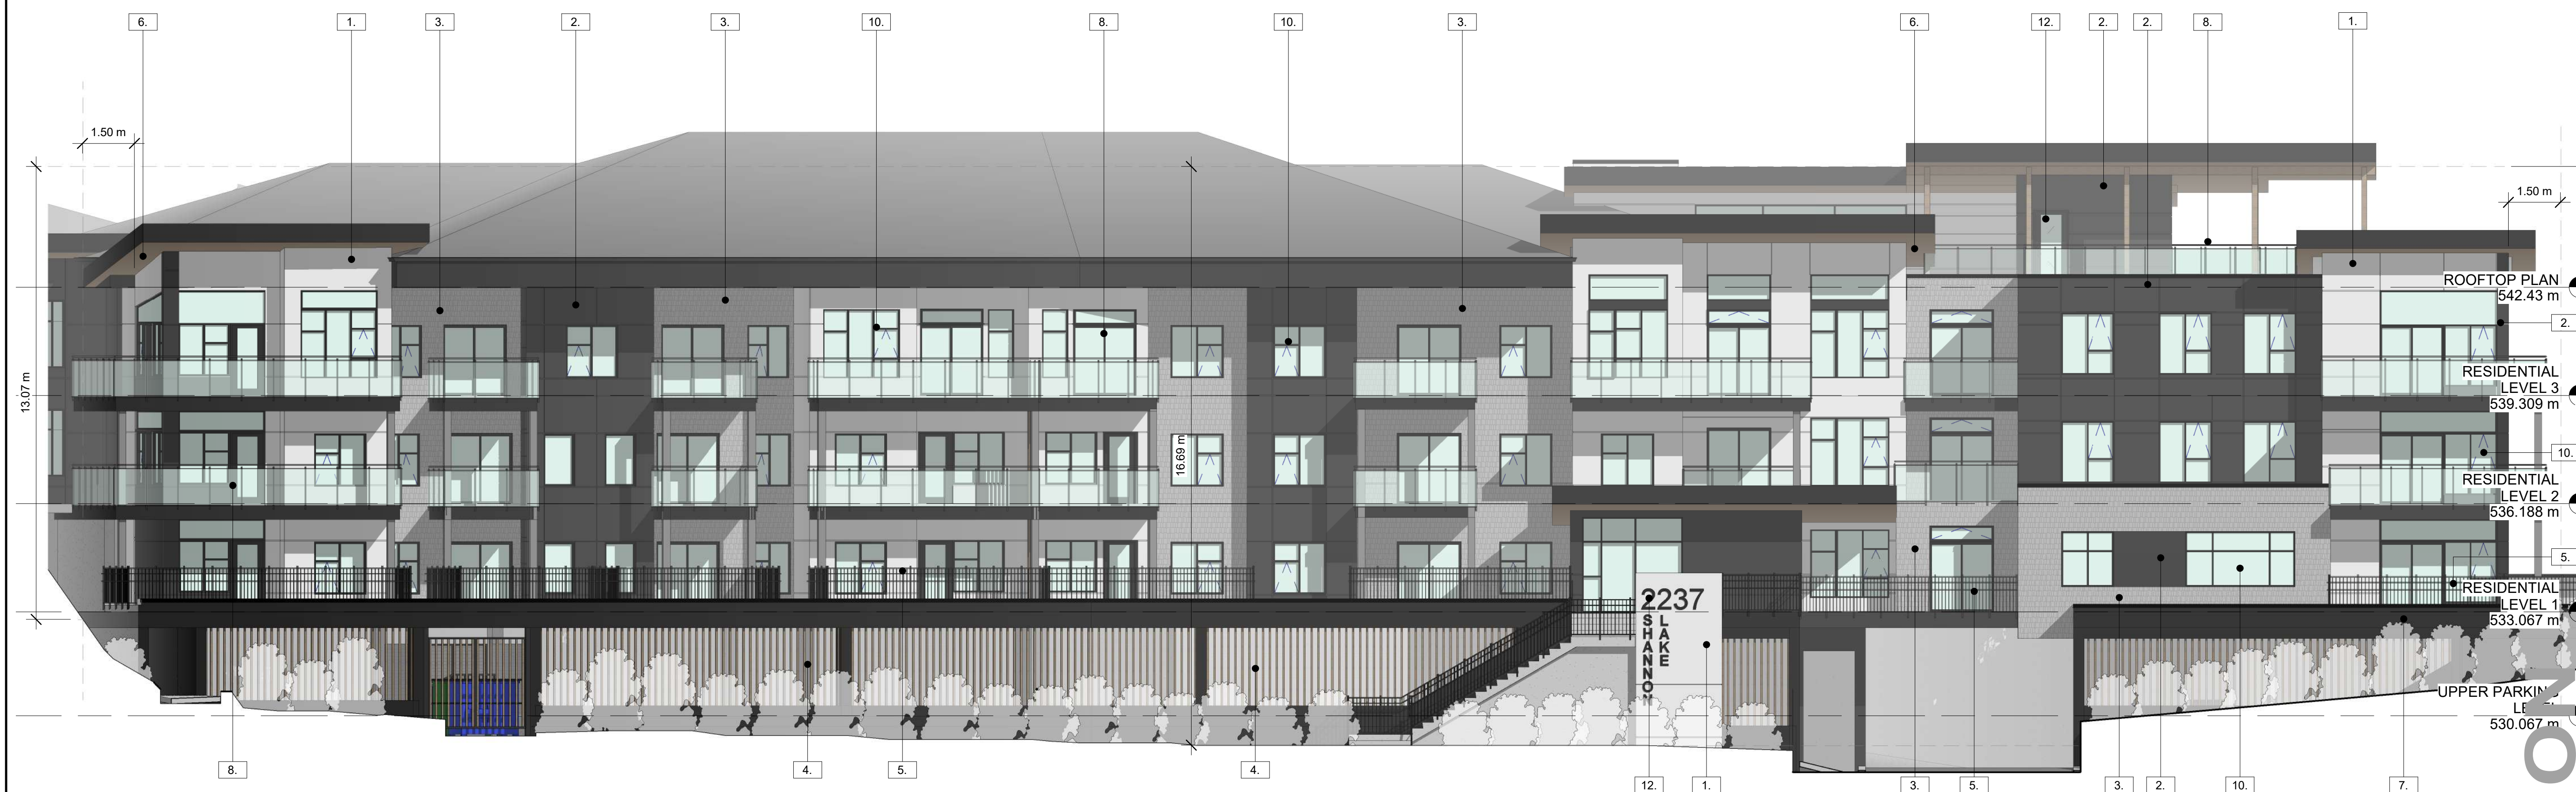 6.
1.
3.
2.
3.
10.
8.
10.
3.
6.
12.
2.
2.
8.
1.
1.50 m
1.50 m
13.07 m
16.69 m
ROOFTOP PLAN
542.43 m
2.
RESIDENTIAL
LEVEL 3
539.309 m
10.
RESIDENTIAL
LEVEL 2
536.188 m
5.
RESIDENTIAL
LEVEL 1
533.067 m
2237
SHANNON
LAKE
UPPER PARKING
530.067 m
ON
8.
4.
5.
4.
12.
1.
3.
5.
3.
2.
10.
7.